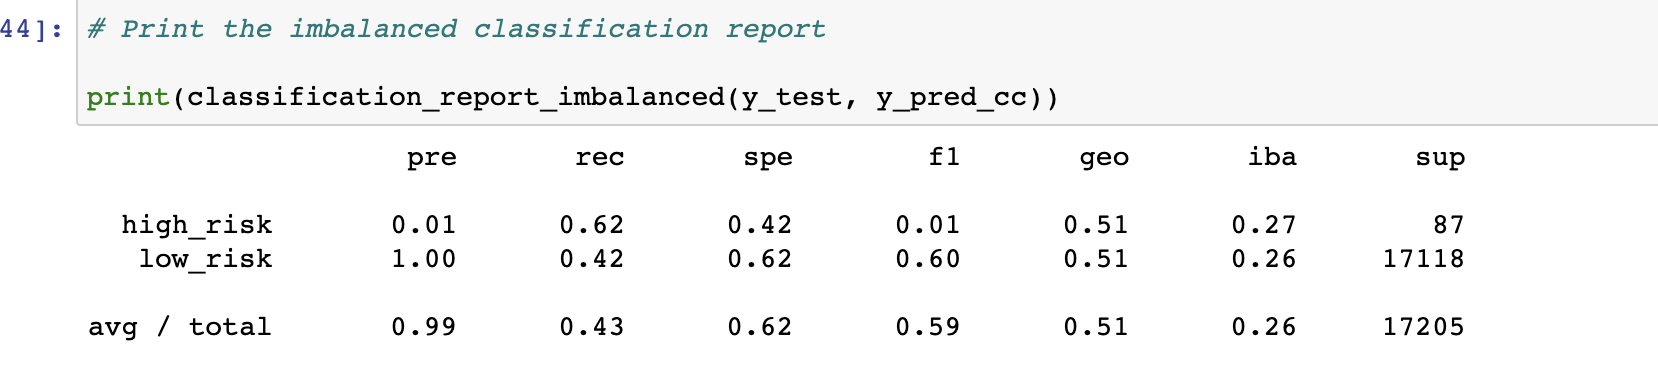 44]: # Print the imbalanced classification report
print(classification_report_imbalanced(y_test, y_pred_cc))
pre rec spe f1 geo iba sup
high_risk 0.01 0.62 0.42 0.01 0.51 0.27 87
low_risk 1.00 0.42 0.62 0.60 0.51 0.26 17118
avg / total 0.99 0.43 0.62 0.59 0.51 0.26 17205